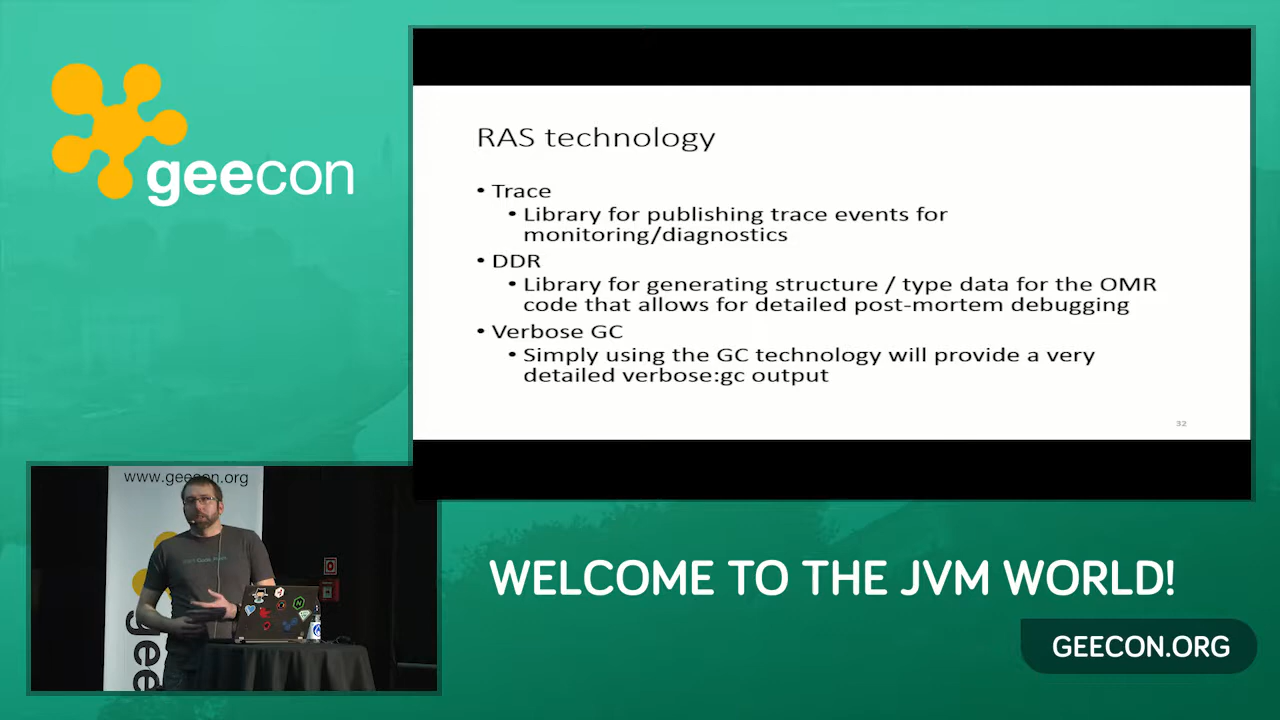 geecon
RAS technology
• Trace
• Library for publishing trace events for
monitoring/diagnostics
• DDR
• Library for generating structure / type data for the OMR
code that allows for detailed post-mortem debugging
• Verbose GC
• Simply using the GC technology will provide a very
detailed verbose:gc output
32
www.geecon.org
gee
WELCOME TO THE JVM WORLD!
GEECON.ORG